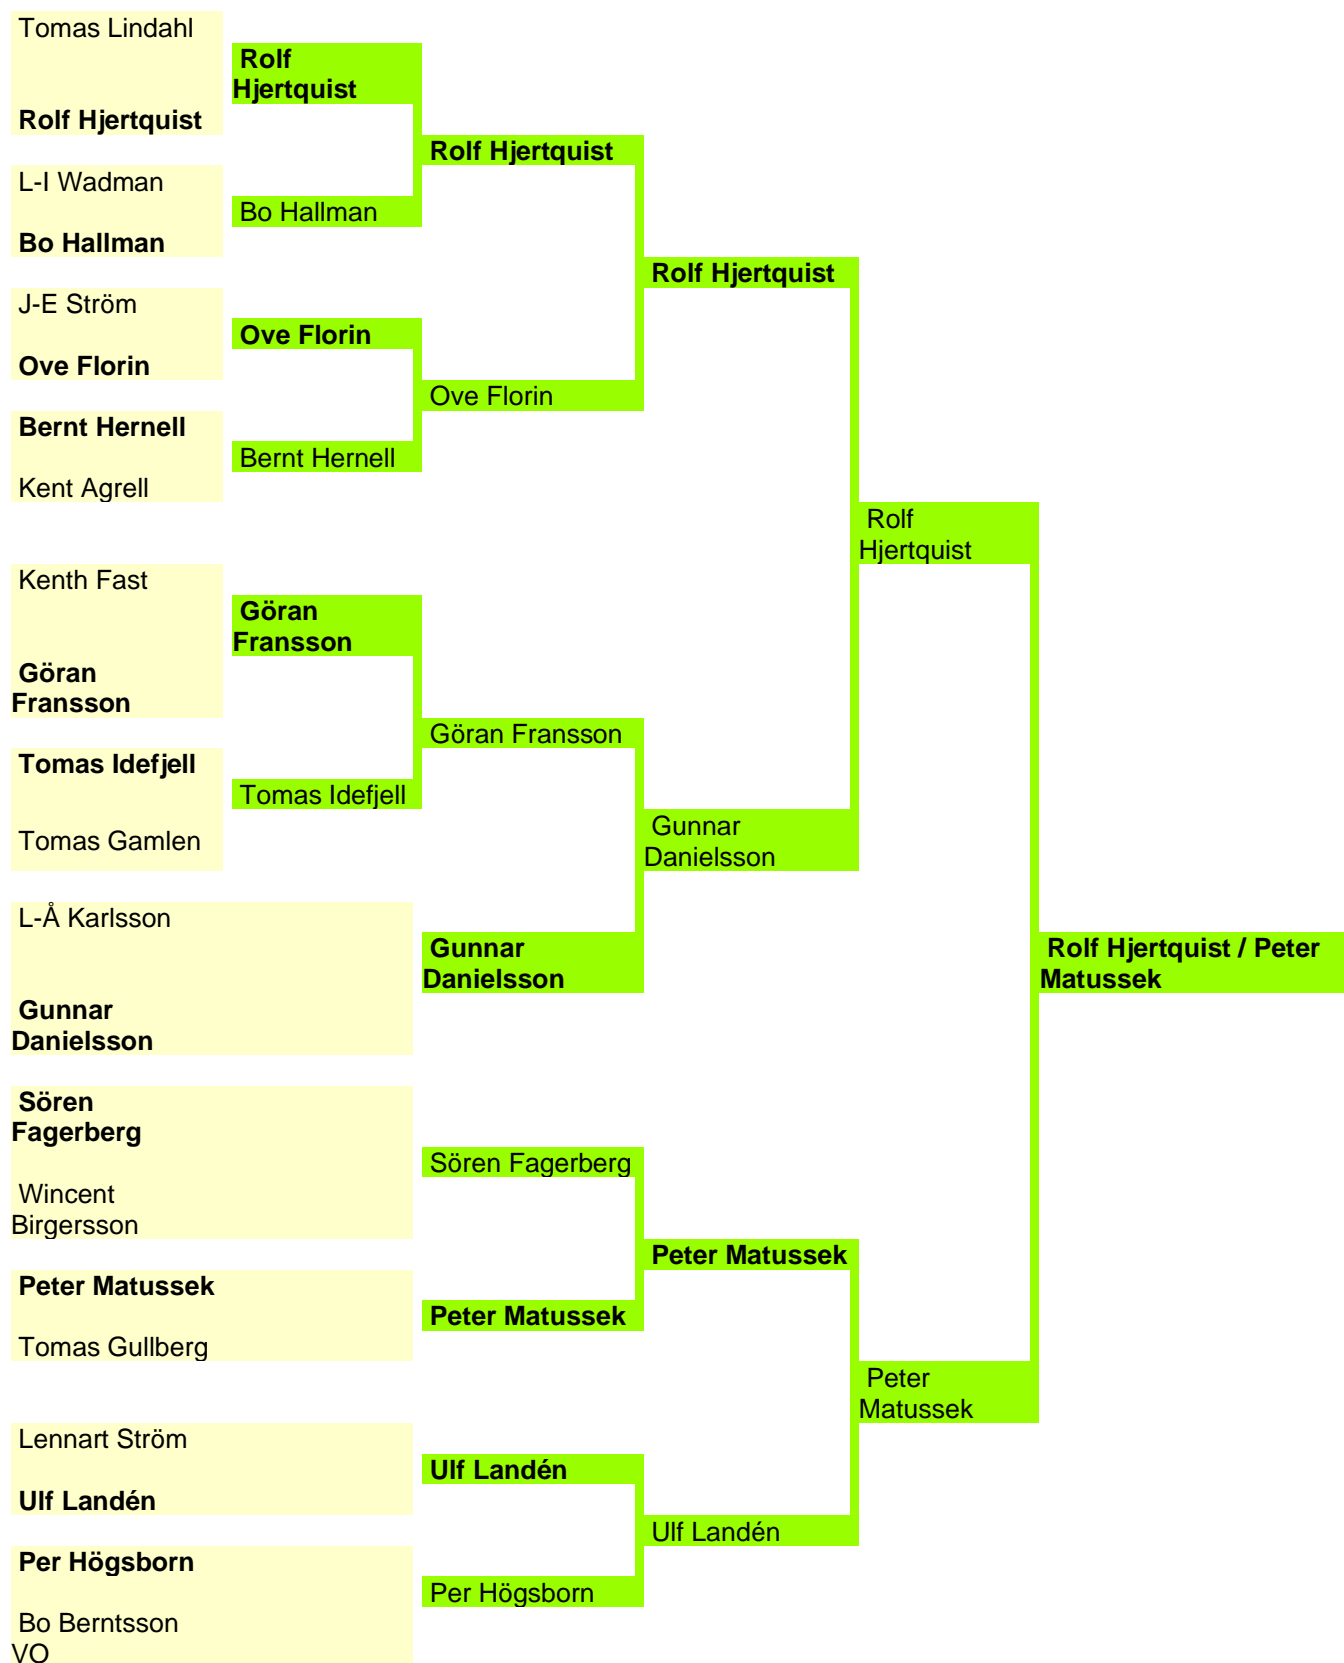 Tomas Lindahl
Rolf
Hjertquist
Rolf Hjertquist
Rolf Hjertquist
L-I Wadman
Bo Hallman
Bo Hallman
Rolf Hjertquist
J-E Ström
Ove Florin
Ove Florin
Ove Florin
Bernt Hernell
Bernt Hernell
Kent Agrell
Rolf
Hjertquist
Kenth Fast
Göran
Fransson
Göran
Fransson
Göran Fransson
Tomas Idefjell
Tomas Idefjell
Tomas Gamlen
Gunnar
Danielsson
L-Å Karlsson
Gunnar
Danielsson
Rolf Hjertquist / Peter
Matussek
Gunnar
Danielsson
Sören
Fagerberg
Sören Fagerberg
Wincent
Birgersson
Peter Matussek
Peter Matussek
Peter Matussek
Tomas Gullberg
Peter
Matussek
Lennart Ström
Ulf Landén
Ulf Landén
Ulf Landén
Per Högsborn
Per Högsborn
Bo Berntsson
VO